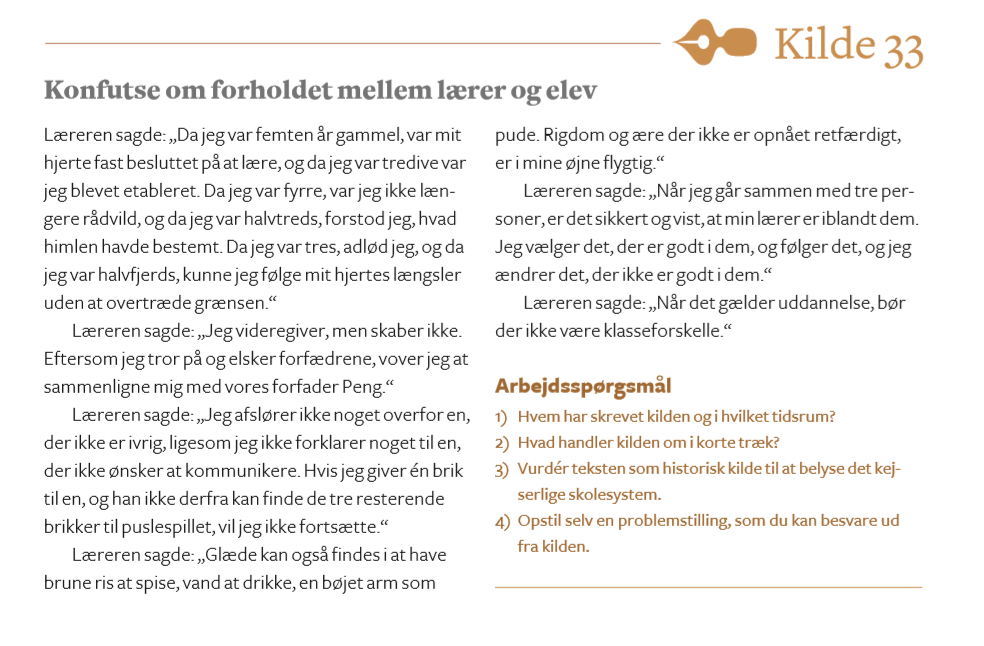 Kilde 33
Konfutse om forholdet mellem lærer og elev
Læreren sagde: „Da jeg var femten år gammel, var mit
hjerte fast besluttet på at lære, og da jeg var tredive var
jeg blevet etableret. Da jeg var fyrre, var jeg ikke læn-
gere rådvild, og da jeg var halvtreds, forstod jeg, hvad
himlen havde bestemt. Da jeg var tres, adlød jeg, og da
jeg var halvfjerds, kunne jeg følge mit hjertes længsler
uden at overtræde grænsen.“
Læreren sagde: „Jeg videregiver, men skaber ikke.
Eftersom jeg tror på og elsker forfædrene, vover jeg at
sammenligne mig med vores forfader Peng.“
Læreren sagde: „Jeg afslører ikke noget overfor en,
der ikke er ivrig, ligesom jeg ikke forklarer noget til en,
der ikke ønsker at kommunikere. Hvis jeg giver én brik
til en, og han ikke derfra kan finde de tre resterende
brikker til puslespillet, vil jeg ikke fortsætte.“
Læreren sagde: „Glæde kan også findes i at have
brune ris at spise, vand at drikke, en bøjet arm som
pude. Rigdom og ære der ikke er opnået retfærdigt,
er i mine øjne flygtig.“
Læreren sagde: „Når jeg går sammen med tre per-
soner, er det sikkert og vist, at min lærer er iblandt dem.
Jeg vælger det, der er godt i dem, og følger det, og jeg
ændrer det, der ikke er godt i dem.“
Læreren sagde: „Når det gælder uddannelse, bør
der ikke være klasseforskelle.“
Arbejdsspørgsmål
1) Hvem har skrevet kilden og i hvilket tidsrum?
2) Hvad handler kilden om i korte træk?
3) Vurdér teksten som historisk kilde til at belyse det kej-
serlige skolesystem.
4) Opstil selv en problemstilling, som du kan besvare ud
fra kilden.